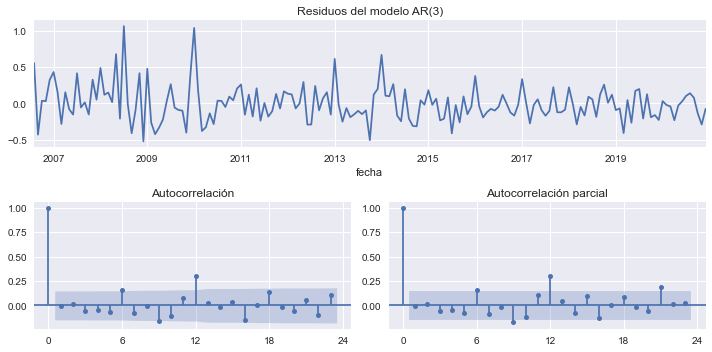 Residuos del modelo AR(3)
1.0
0.5
0.0
−0.5
2007 2009 2011 2013 2015 2017 2019
fecha
Autocorrelación Autocorrelación parcial
1.00 1.00
0.75 0.75
0.50 0.50
0.25 0.25
0.00 0.00
0 6 12 18 24 0 6 12 18 24